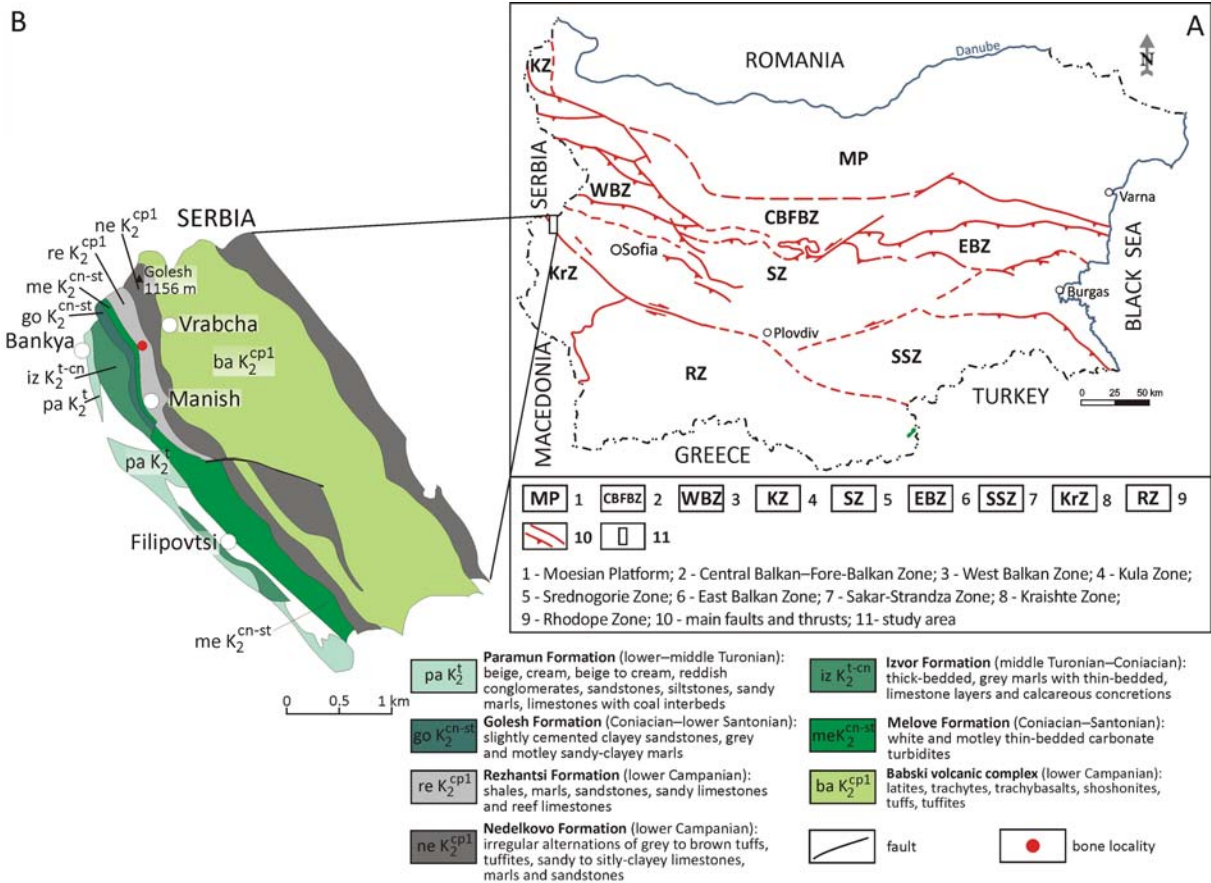 B
A
N
ROMANIA
Danube
KZ
SERBIA
MP
WBZ
Varna
CBFBZ
Sofia
EBZ
KrZ
SZ
BLACK SEA
Burgas
Plovdiv
SSZ
RZ
MACEDONIA
TURKEY
0 25 50 km
GREECE
MP 1 CBFBZ 2 WBZ 3 KZ 4 SZ 5 EBZ 6 SSZ 7 KrZ 8 RZ 9
10 11
1 - Moesian Platform; 2 - Central Balkan–Fore-Balkan Zone; 3 - West Balkan Zone; 4 - Kula Zone;
5 - Srednogorie Zone; 6 - East Balkan Zone; 7 - Sakar-Strandza Zone; 8 - Kraishte Zone;
9 - Rhodope Zone; 10 - main faults and thrusts; 11- study area
SERBIA
ne K2cp1
re K2cp1
Golesh
1156 m
me K2cn-st
go K2cn-st
Vrabcha
Bankya
ba K2cp1
iz K2t-cn
Manish
pa K2t
pa K2t
Filipovtsi
me K2cn-st
0 0.5 1 km
pa K2t
Paramun Formation (lower–middle Turonian):
beige, cream, beige to cream, reddish
conglomerates, sandstones, siltstones, sandy
marls, limestones with coal interbeds
go K2cn-st
Golesh Formation (Coniacian–lower Santonian):
slightly cemented clayey sandstones, grey
and motley sandy-clayey marls
re K2cp1
Rezhantsi Formation (lower Campanian):
shales, marls, sandstones, sandy limestones
and reef limestones
ne K2cp1
Nedelkovo Formation (lower Campanian):
irregular alternations of grey to brown tuffs,
tuffites, sandy to sitly-clayey limestones,
marls and sandstones
iz K2t-cn
Izvor Formation (middle Turonian–Coniacian):
thick-bedded, grey marls with thin-bedded,
limestone layers and calcareous concretions
meK2cn-st
Melove Formation (Coniacian–Santonian):
white and motley thin-bedded carbonate
turbidites
ba K2cp1
Babski volcanic complex (lower Campanian):
latites, trachytes, trachybasalts, shoshonites,
tuffs, tuffites
fault
bone locality